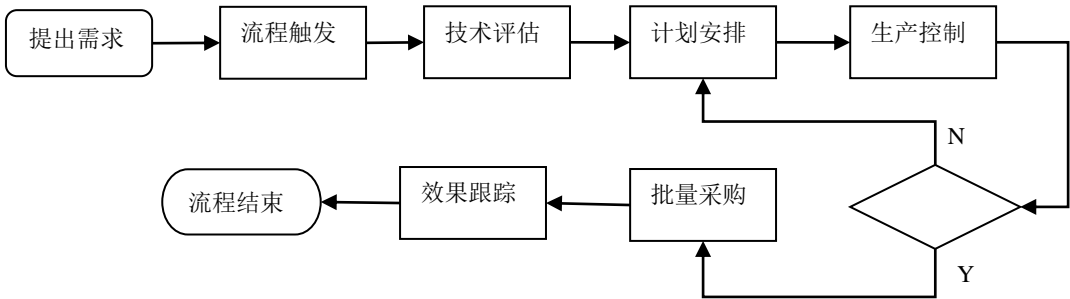 提出需求
流程触发
技术评估
计划安排
生产控制
N
流程结束
效果跟踪
批量采购
Y